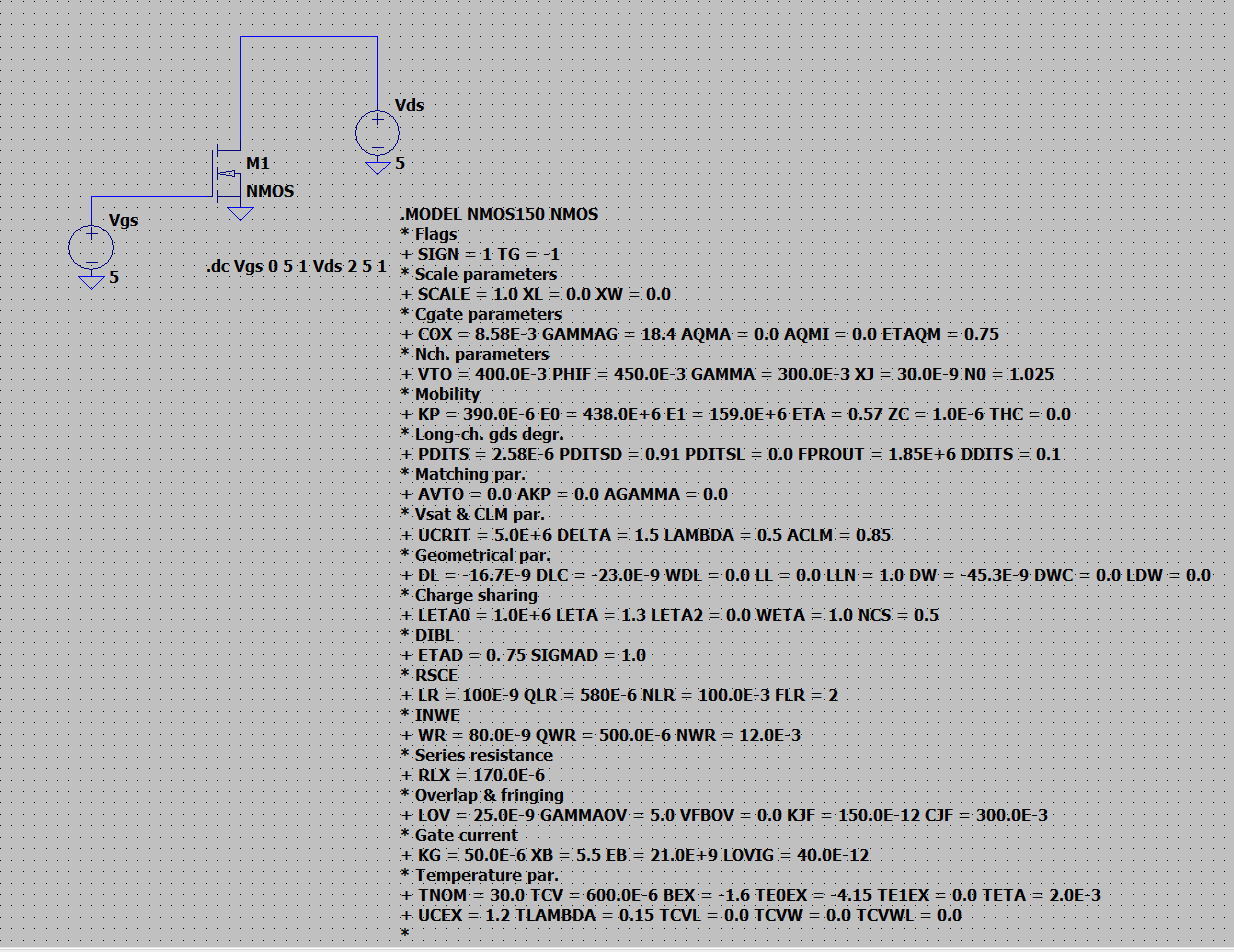 Vds
5
M1
NMOS
Vgs
5
.dc Vgs 0 5 1 Vds 2 5 1
.MODEL NMOS150 NMOS
* Flags
+ SIGN = 1 TG = -1
* Scale parameters
+ SCALE = 1.0 XL = 0.0 XW = 0.0
* Cgate parameters
+ COX = 8.58E-3 GAMMAG = 18.4 AQMA = 0.0 AQMI = 0.0 ETAQM = 0.75
* Nch. parameters
+ VTO = 400.0E-3 PHIF = 450.0E-3 GAMMA = 300.0E-3 XJ = 30.0E-9 N0 = 1.025
* Mobility
+ KP = 390.0E-6 E0 = 438.0E+6 E1 = 159.0E+6 ETA = 0.57 ZC = 1.0E-6 THC = 0.0
* Long-ch. gds degr.
+ PDITS = 2.58E-6 PDITSD = 0.91 PDITSL = 0.0 FPROUT = 1.85E+6 DDITS = 0.1
* Matching par.
+ AVTO = 0.0 AKP = 0.0 AGAMMA = 0.0
* Vsat & CLM par.
+ UCRIT = 5.0E+6 DELTA = 1.5 LAMBDA = 0.5 ACLM = 0.85
* Geometrical par.
+ DL = -16.7E-9 DLC = -23.0E-9 WDL = 0.0 LL = 0.0 LLN = 1.0 DW = -45.3E-9 DWC = 0.0 LDW = 0.0
* Charge sharing
+ LETA0 = 1.0E+6 LETA = 1.3 LETA2 = 0.0 WETA = 1.0 NCS = 0.5
* DIBL
+ ETAD = 0. 75 SIGMAD = 1.0
* RSCE
+ LR = 100E-9 QLR = 580E-6 NLR = 100.0E-3 FLR = 2
* INWE
+ WR = 80.0E-9 QWR = 500.0E-6 NWR = 12.0E-3
* Series resistance
+ RLX = 170.0E-6
* Overlap & fringing
+ LOV = 25.0E-9 GAMMAOV = 5.0 VFBOV = 0.0 KJF = 150.0E-12 CJF = 300.0E-3
* Gate current
+ KG = 50.0E-6 XB = 5.5 EB = 21.0E+9 LOVIG = 40.0E-12
* Temperature par.
+ TNOM = 30.0 TCV = 600.0E-6 BEX = -1.6 TE0EX = -4.15 TE1EX = 0.0 TETA = 2.0E-3
+ UCEX = 1.2 TLAMBDA = 0.15 TCVL = 0.0 TCVW = 0.0 TCVWL = 0.0
*